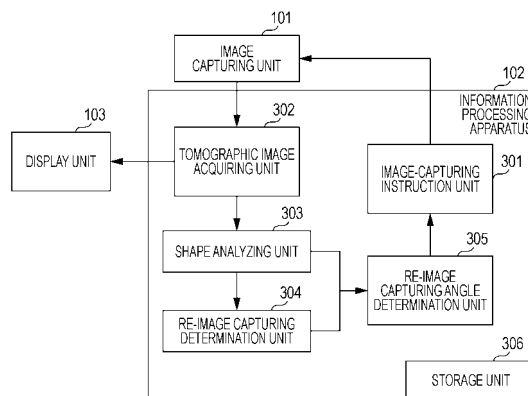 101
IMAGE
CAPTURING UNIT
102
INFORMATION
PROCESSING
APPARATUS
103
DISPLAY UNIT
302
TOMOGRAPHIC IMAGE
ACQUIRING UNIT
IMAGE-CAPTURING
INSTRUCTION UNIT
301
303
SHAPE ANALYZING UNIT
304
RE-IMAGE CAPTURING
DETERMINATION UNIT
305
RE-IMAGE
CAPTURING ANGLE
DETERMINATION UNIT
306
STORAGE UNIT